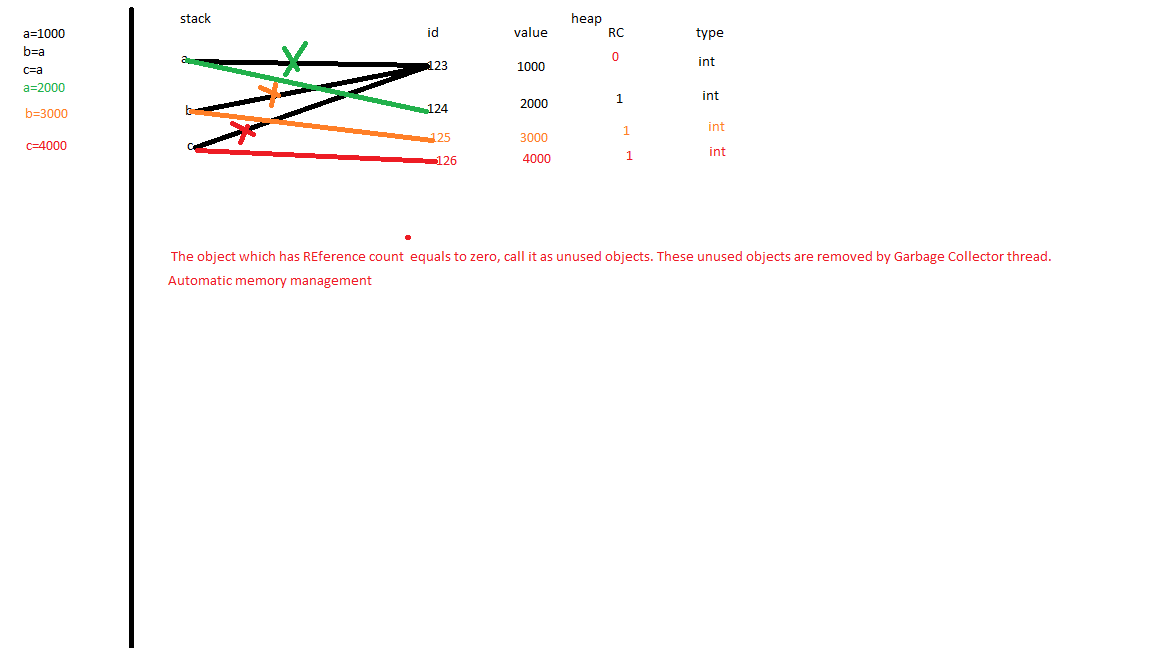 stack heap
a=1000 id value RC type
b=a
a 123 1000 0 int
c=a
a=2000
b 124 2000 1 int
b=3000
125 3000 1 int
c=4000 c 126 4000 1 int
The object which has REference count equals to zero, call it as unused objects. These unused objects are removed by Garbage Collector thread.
Automatic memory management